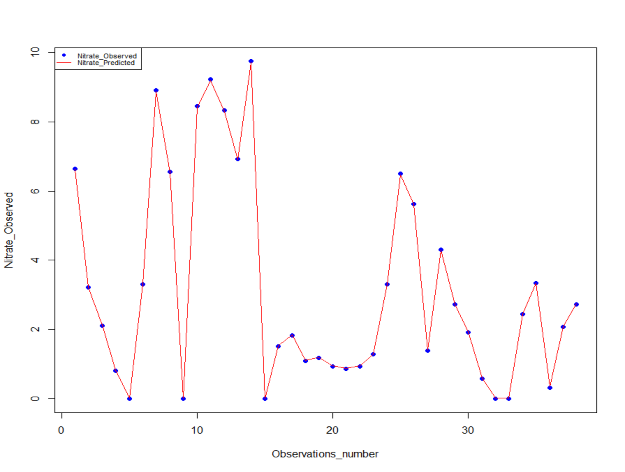 Nitrate_Observed
Nitrate_Predicted
10
8
6
4
2
0
Nitrate_Observed
0
10
20
30
Observations_number